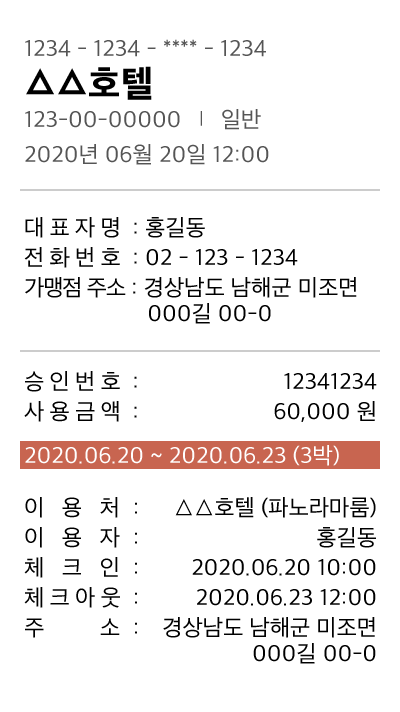 1234 - 1234 - **** - 1234
△△호텔
123-00-00000 | 일반
2020년 06월 20일 12:00
대표자명 : 홍길동
전화번호 : 02 - 123 - 1234
가맹점 주소 : 경상남도 남해군 미조면
000길 00-0
승인번호 : 12341234
사용금액 : 60,000 원
2020.06.20 ~ 2020.06.23 (3박)
이용처 : △△호텔 (파노라마룸)
이용자 : 홍길동
체크인 : 2020.06.20 10:00
체크아웃 : 2020.06.23 12:00
주소 : 경상남도 남해군 미조면
000길 00-0